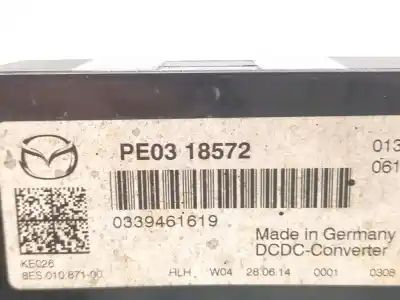 PE03 18572
013
061
0339461619
Made in Germany
DCDC-Converter
KE026
8ES.010.871-00
HLH W04 28.06.14 0001 0308